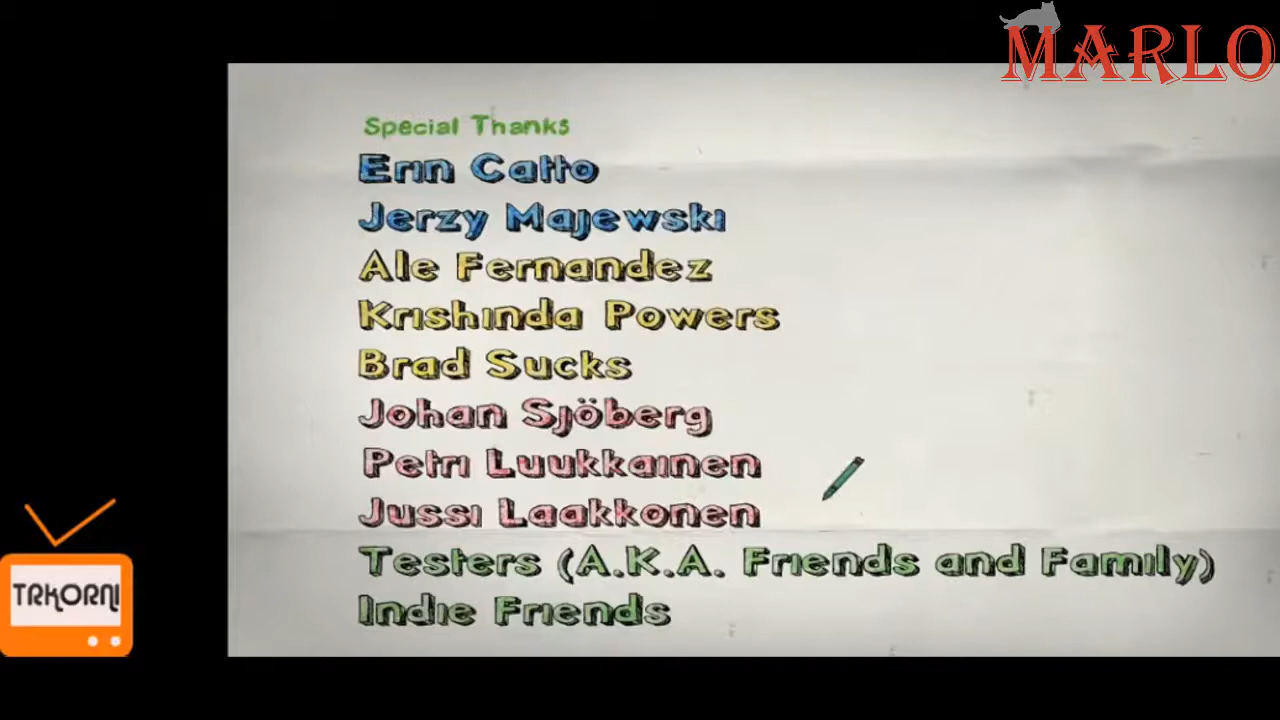 MARLO
Special Thanks
Erin Catto
Jerzy Majewski
Ale Fernandez
Krishinda Powers
Brad Sucks
Johan Sjöberg
Petri Luukkainen
Jussi Laakkonen
Testers (A.K.A. Friends and Family)
Indie Friends
TRKORNI